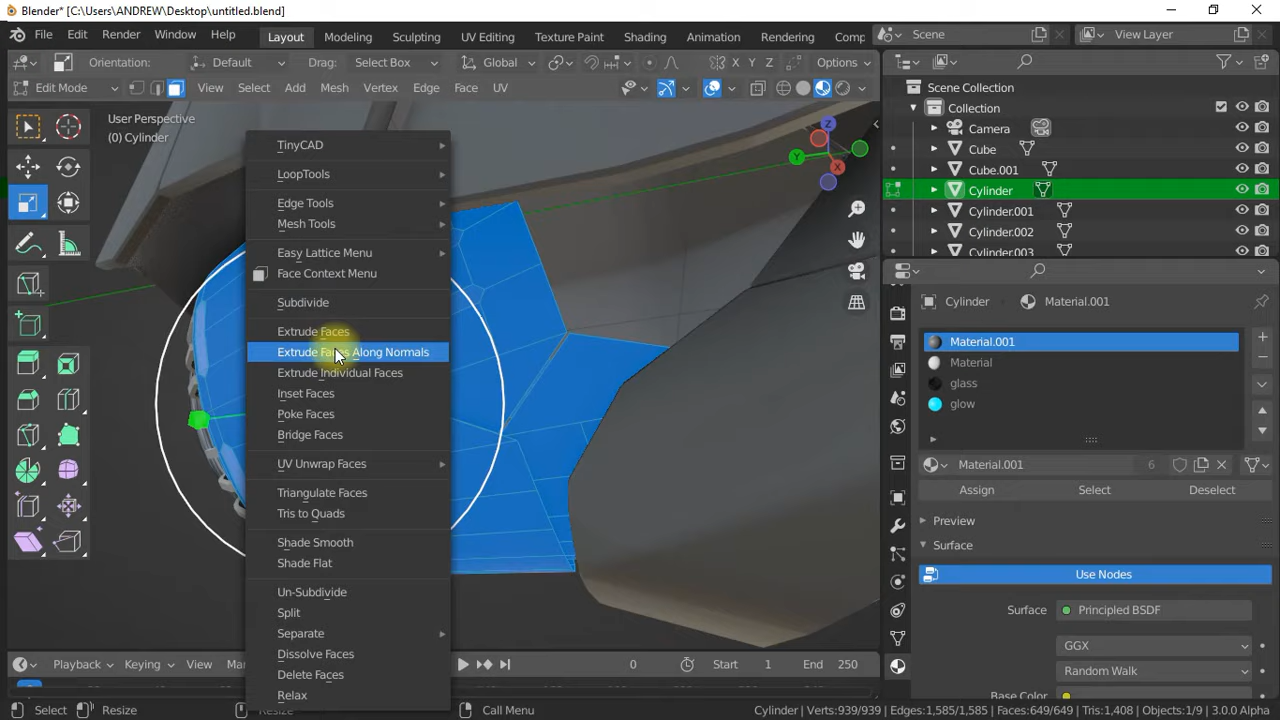 Blender* [C:\Users\ANDREW\Desktop\untitled.blend]
File Edit Render Window Help Layout Modeling Sculpting UV Editing Texture Paint Shading Animation Rendering Comp Scene View Layer
Orientation: Default Drag: Select Box Global X Y Z Options
Edit Mode View Select Add Mesh Vertex Edge Face UV
User Perspective
(0) Cylinder
Z
Y
X
TinyCAD
LoopTools
Edge Tools
Mesh Tools
Easy Lattice Menu
Face Context Menu
Subdivide
Extrude Faces
Extrude Faces Along Normals
Extrude Individual Faces
Inset Faces
Poke Faces
Bridge Faces
UV Unwrap Faces
Triangulate Faces
Tris to Quads
Shade Smooth
Shade Flat
Un-Subdivide
Split
Separate
Dissolve Faces
Delete Faces
Relax
Scene Collection
Collection
Camera
Cube
Cube.001
Cylinder
Cylinder.001
Cylinder.002
Cylinder.003
Cylinder Material.001
Material.001
Material
glass
glow
Material.001 6
Assign Select Deselect
Preview
Surface
Use Nodes
Surface Principled BSDF
GGX
Random Walk
Base Color
Playback Keying View Mar 0 Start 1 End 250
Select Resize Resize Call Menu Cylinder | Verts:939/939 | Edges:1,585/1,585 | Faces:649/649 | Tris:1,408 | Objects:1/9 | 3.0.0 Alpha